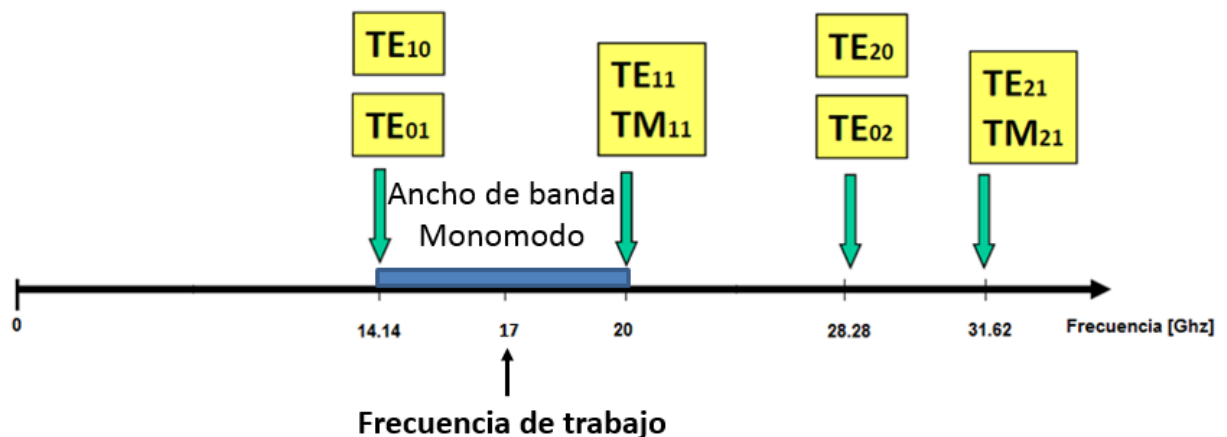 TE10
TE01
TE11
TM11
TE20
TE02
TE21
TM21
Ancho de banda
Monomodo
0
14.14
17
20
28.28
31.62
Frecuencia [Ghz]
Frecuencia de trabajo